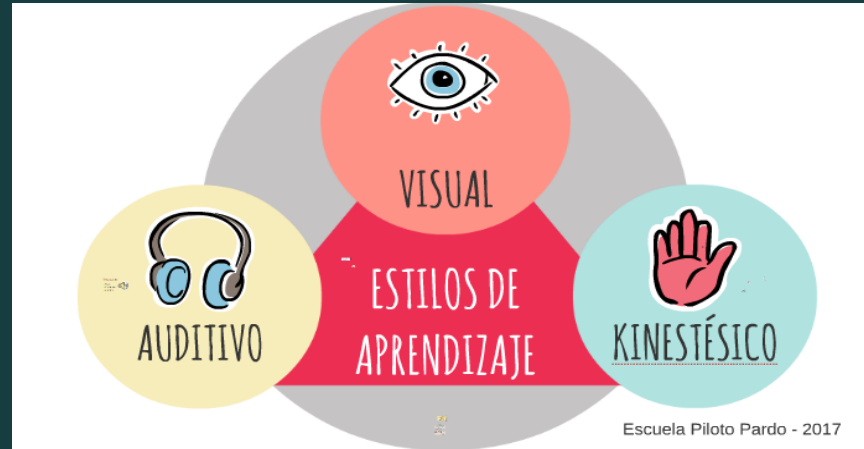 VISUAL
AUDITIVO
ESTILOS DE
APRENDIZAJE
KINESTÉSICO
Escuela Piloto Pardo - 2017